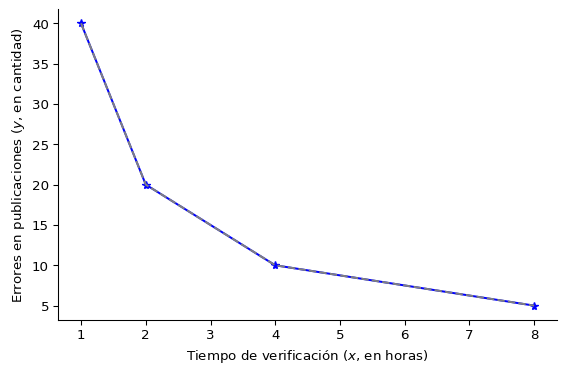 Errores en publicaciones (y, en cantidad)
40
35
30
25
20
15
10
5
1 2 3 4 5 6 7 8
Tiempo de verificación (x, en horas)